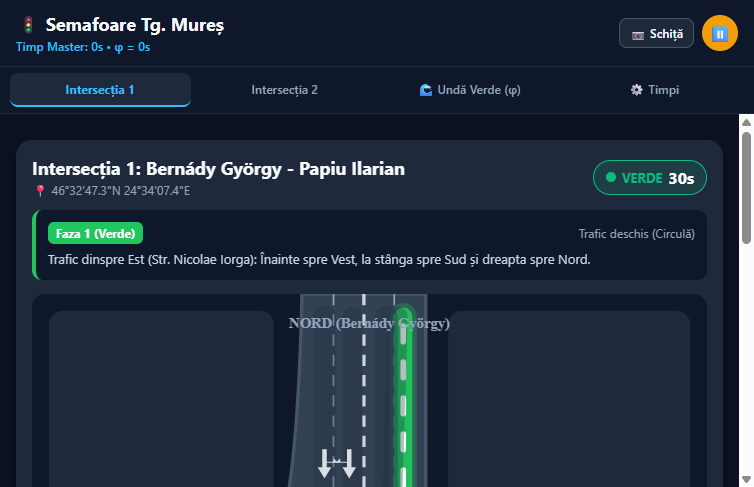 Semafoare Tg. Mureș
Timp Master: 0s • φ = 0s
Schiță
Intersecția 1
Intersecția 2
Undă Verde (φ)
Timpi
Intersecția 1: Bernády György - Papiu Ilarian
46°32'47.3"N 24°34'07.4"E
VERDE 30s
Faza 1 (Verde)
Trafic deschis (Circulă)
Trafic dinspre Est (Str. Nicolae Iorga): Înainte spre Vest, la stânga spre Sud și dreapta spre Nord.
NORD (Bernády György)